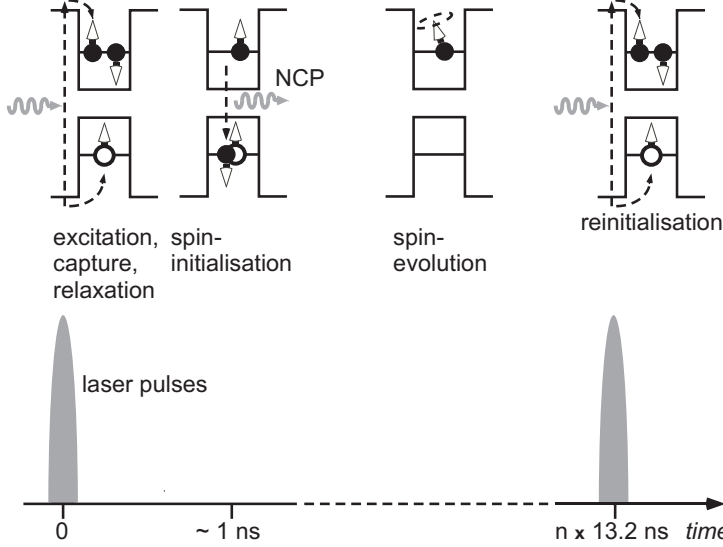 NCP
excitation,
capture,
relaxation
spin-
initialisation
spin-
evolution
reinitialisation
laser pulses
0
~ 1 ns
n x 13.2 ns
time